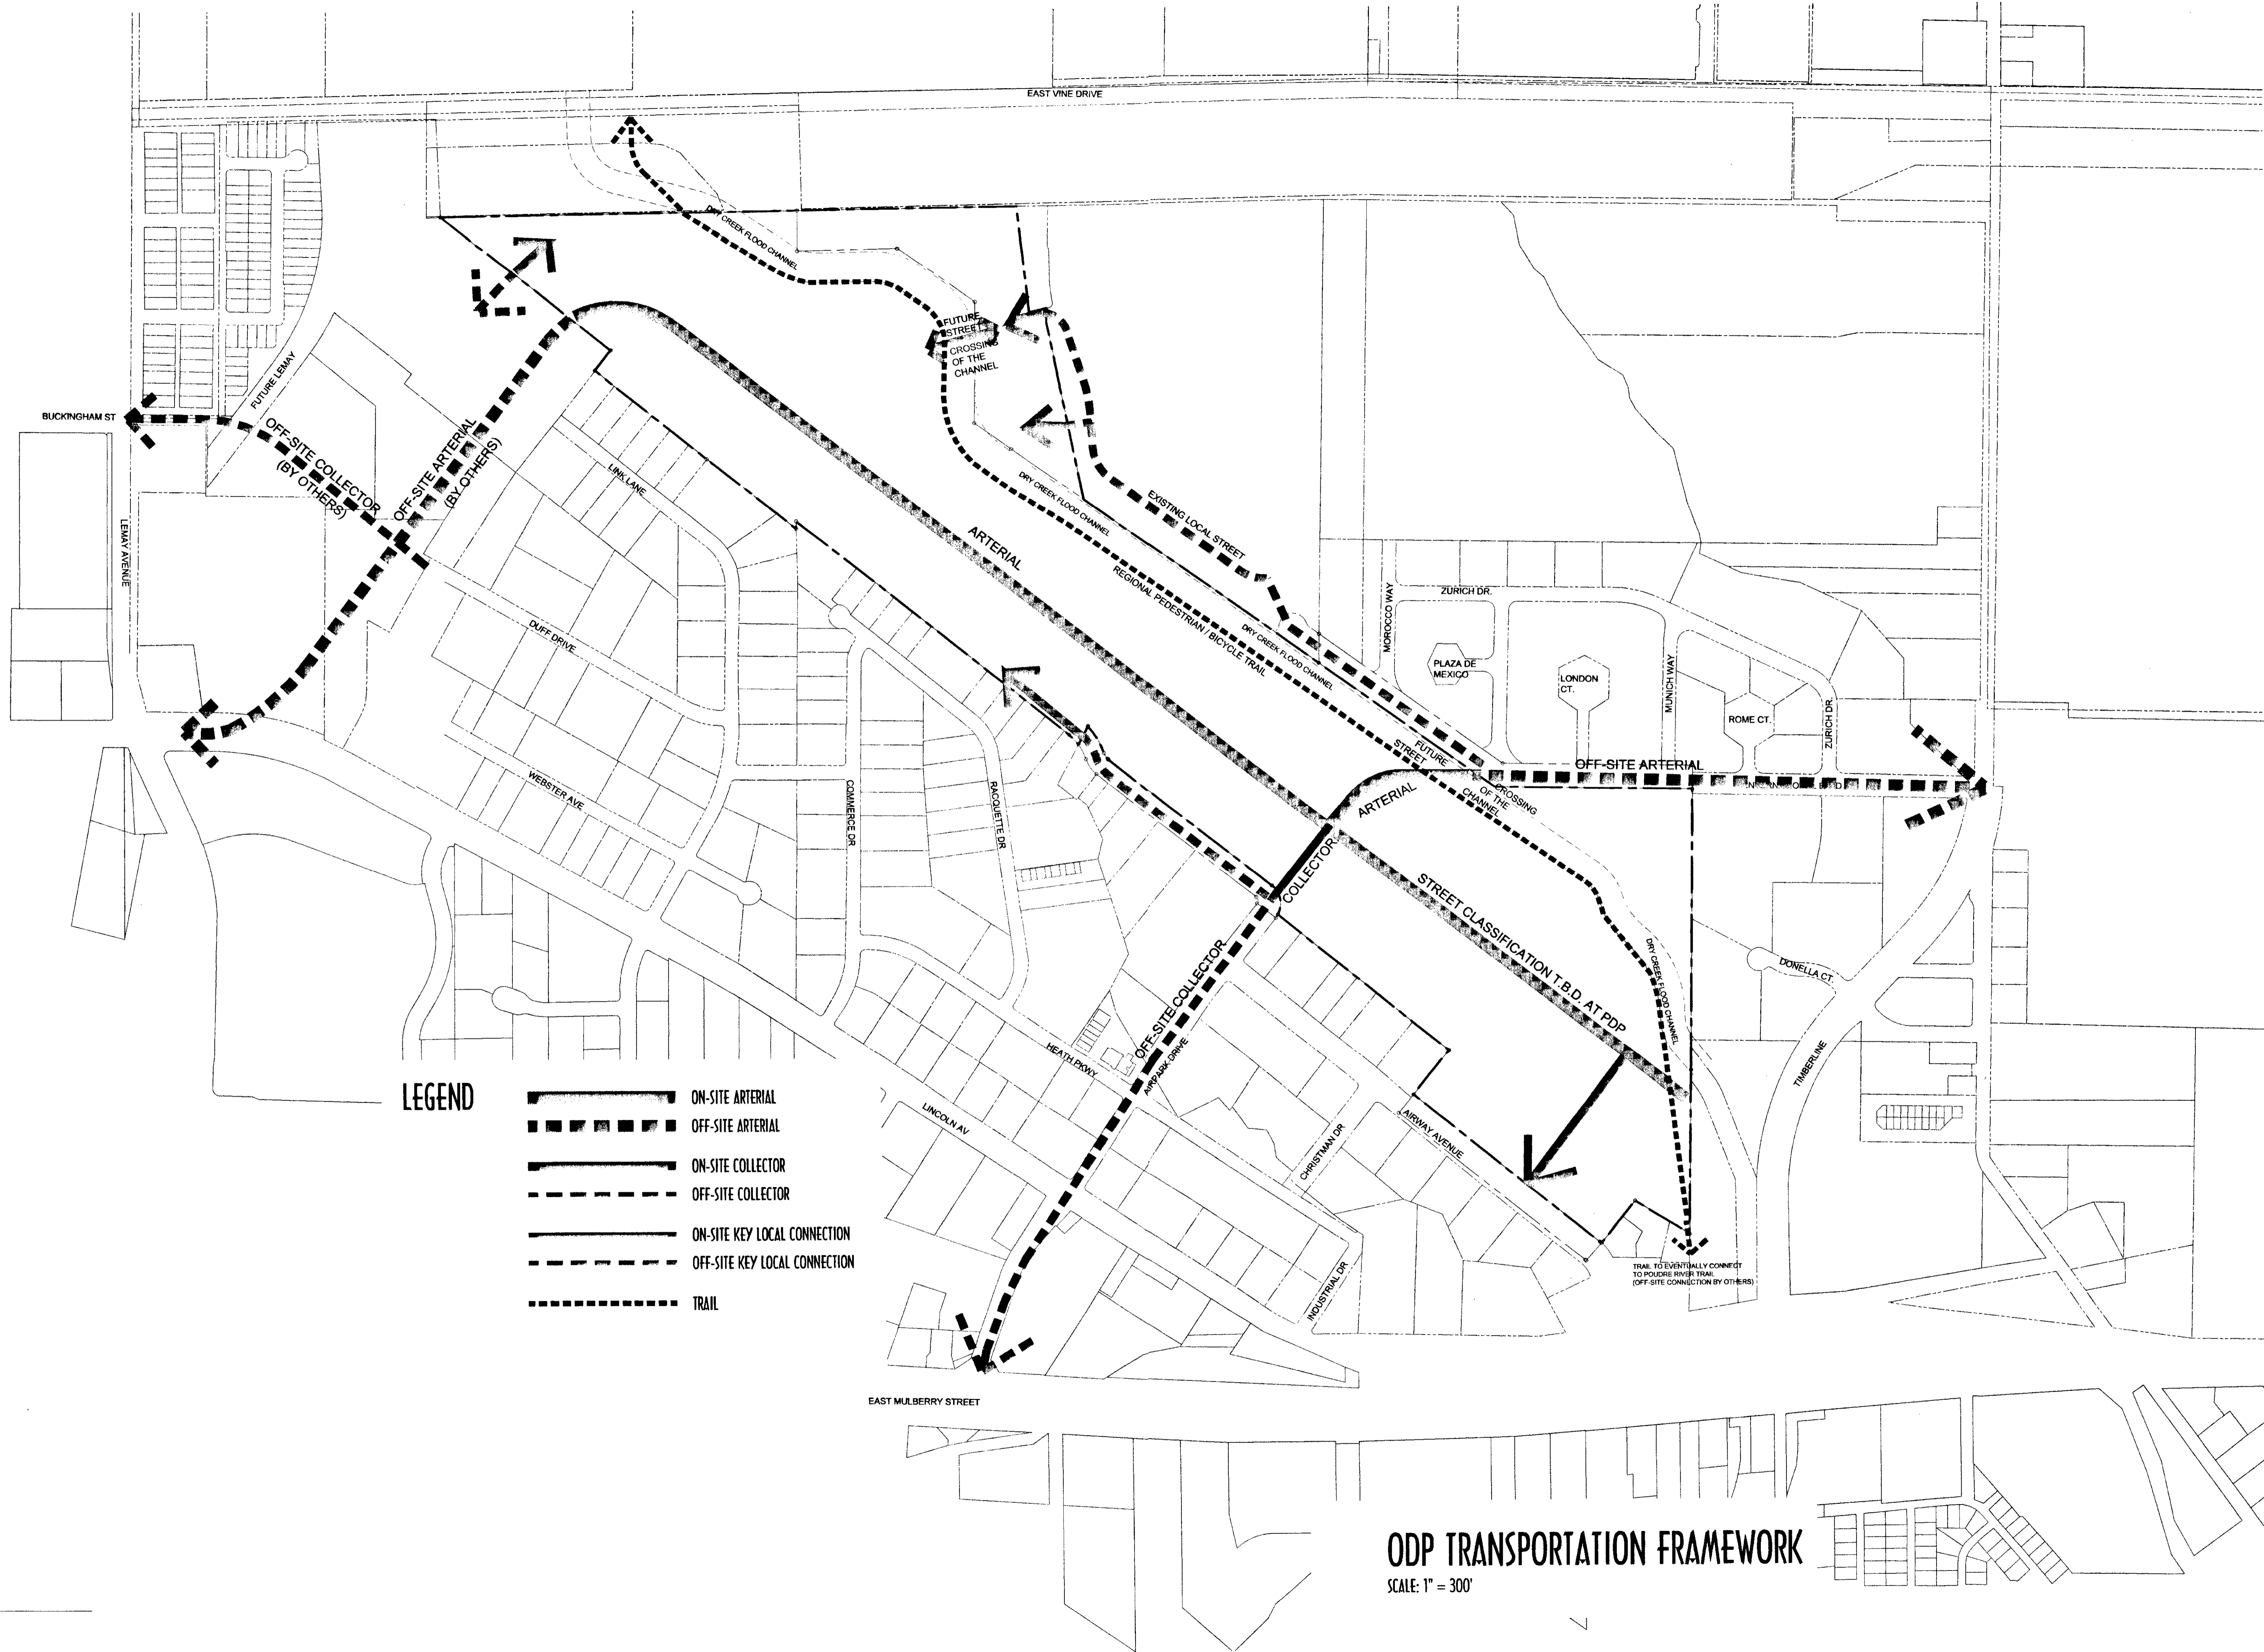 EAST VINE DRIVE
DRY CREEK FLOOD CHANNEL
FUTURE
STREET
CROSSING
OF THE
CHANNEL
FUTURE LEMAY
BUCKINGHAM ST
OFF-SITE COLLECTOR
(BY OTHERS)
OFF-SITE ARTERIAL
(BY OTHERS)
LINK LANE
LEMAY AVENUE
DRY CREEK FLOOD CHANNEL
EXISTING LOCAL STREET
ARTERIAL
REGIONAL PEDESTRIAN / BICYCLE TRAIL
DRY CREEK FLOOD CHANNEL
MOROCCO WAY
ZURICH DR.
PLAZA DE
MEXICO
LONDON
CT.
MUNICH WAY
ROME CT.
ZURICH DR.
DUFF DRIVE
WEBSTER AVE
COMMERCE DR
RACQUETTE DR
FUTURE
STREET
CROSSING
OF THE
CHANNEL
OFF-SITE ARTERIAL
ARTERIAL
COLLECTOR
STREET CLASSIFICATION T.B.D. AT PDP
DRY CREEK FLOOD CHANNEL
DONELLA CT.
TIMBERLINE
OFF-SITE COLLECTOR
AIRPARK DRIVE
HEATH PKWY
LINCOLN AV
CHRISTMAN DR
AIRWAY AVENUE
INDUSTRIAL DR
TRAIL TO EVENTUALLY CONNECT
TO POUDRE RIVER TRAIL
(OFF-SITE CONNECTION BY OTHERS)
LEGEND
ON-SITE ARTERIAL
OFF-SITE ARTERIAL
ON-SITE COLLECTOR
OFF-SITE COLLECTOR
ON-SITE KEY LOCAL CONNECTION
OFF-SITE KEY LOCAL CONNECTION
TRAIL
EAST MULBERRY STREET
ODP TRANSPORTATION FRAMEWORK
SCALE: 1" = 300'